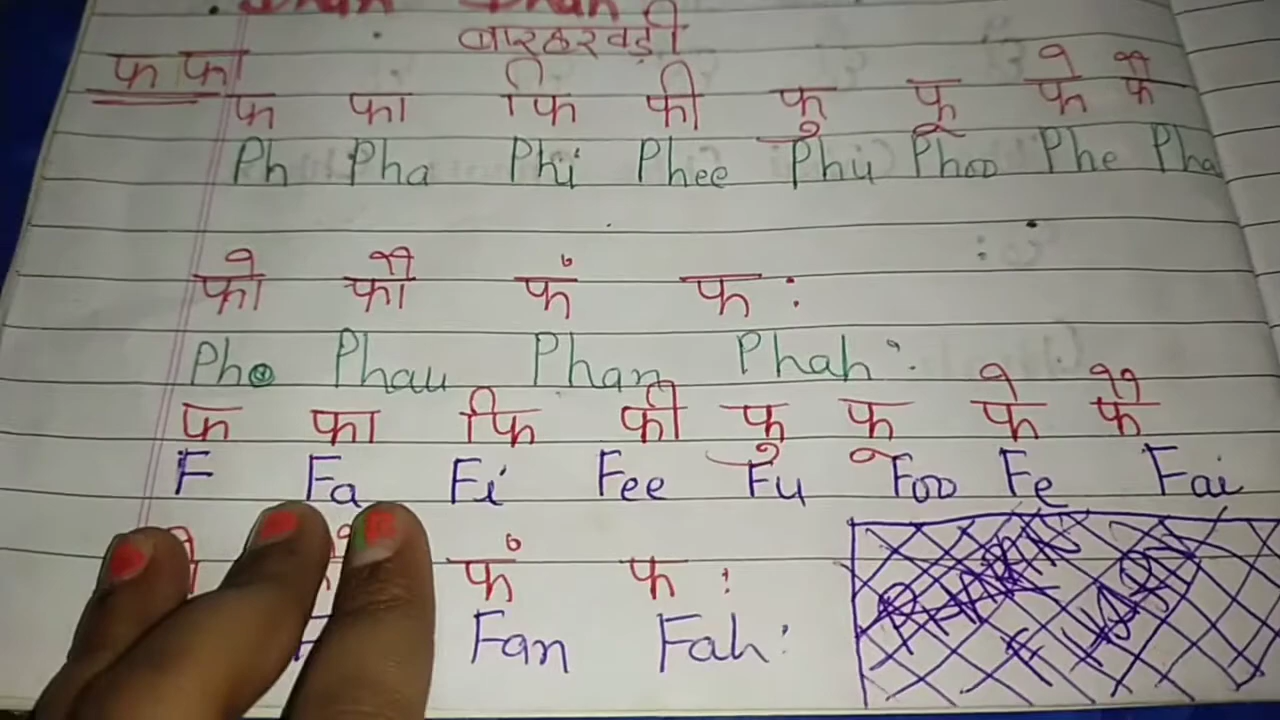 बारहखड़ी
फ फा
फ फा फि फी फु फू फे फै
Ph Pha Phi Phee Phu Phoo Phe Pha
फो फौ फं फ :
Pho Phau Phan Phah :
फ फा फि फी फु फू फे फै
F Fa Fi Fee Fu Foo Fe Fai
फं फ :
Fan Fah :